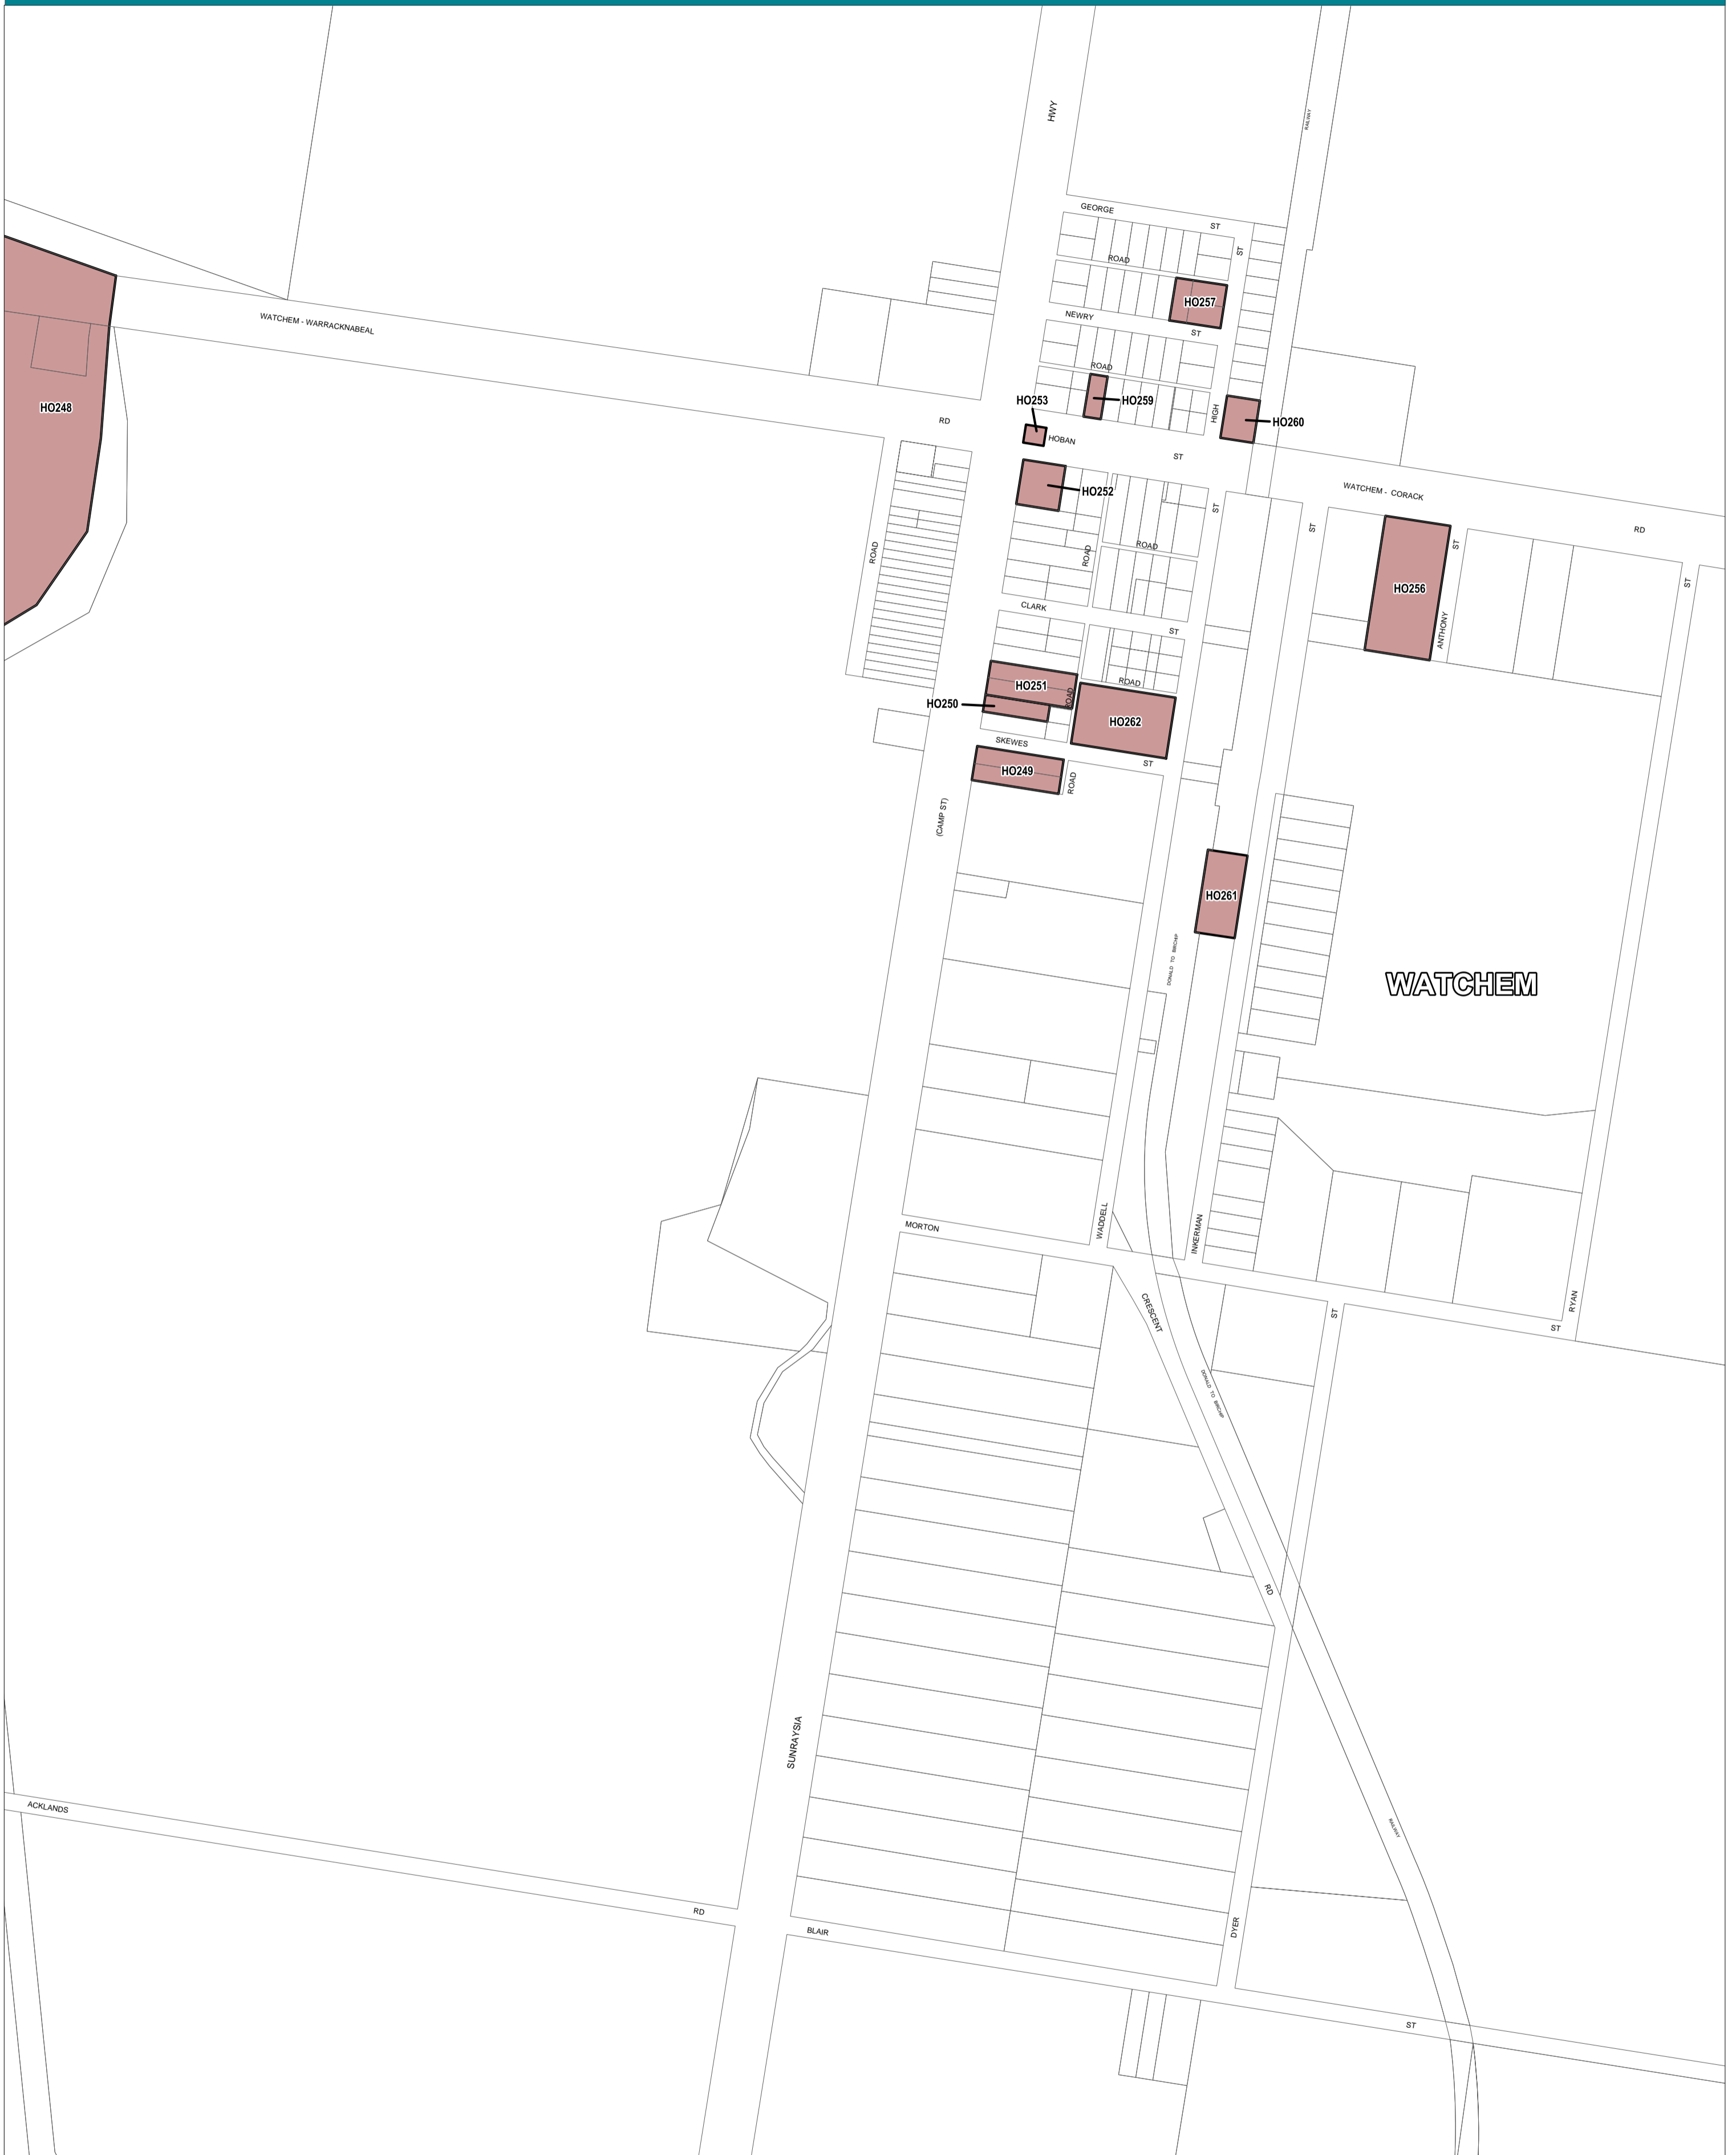 HWY
RAILWAY
GEORGE
ST
ST
ROAD
HO257
NEWRY
ST
WATCHEM - WARRACKNABEAL
ROAD
HO253
HO259
HIGH
HO260
HO248
RD
HOBAN
ST
HO252
WATCHEM - CORACK
RD
ST
ST
ST
ROAD
ROAD
ROAD
HO256
ST
ANTHONY
CLARK
ST
HO251
ROAD
ROAD
HO250
HO262
SKEWES
ST
HO249
ROAD
(CAMP ST)
HO261
DONALD TO BIRCHIP
WATCHEM
MORTON
WADDELL
INKERMAN
CRESCENT
ST
RYAN
ST
DONALD TO BIRCHIP
RD
SUNRAYSIA
ACKLANDS
RAILWAY
RD
BLAIR
DYER
ST